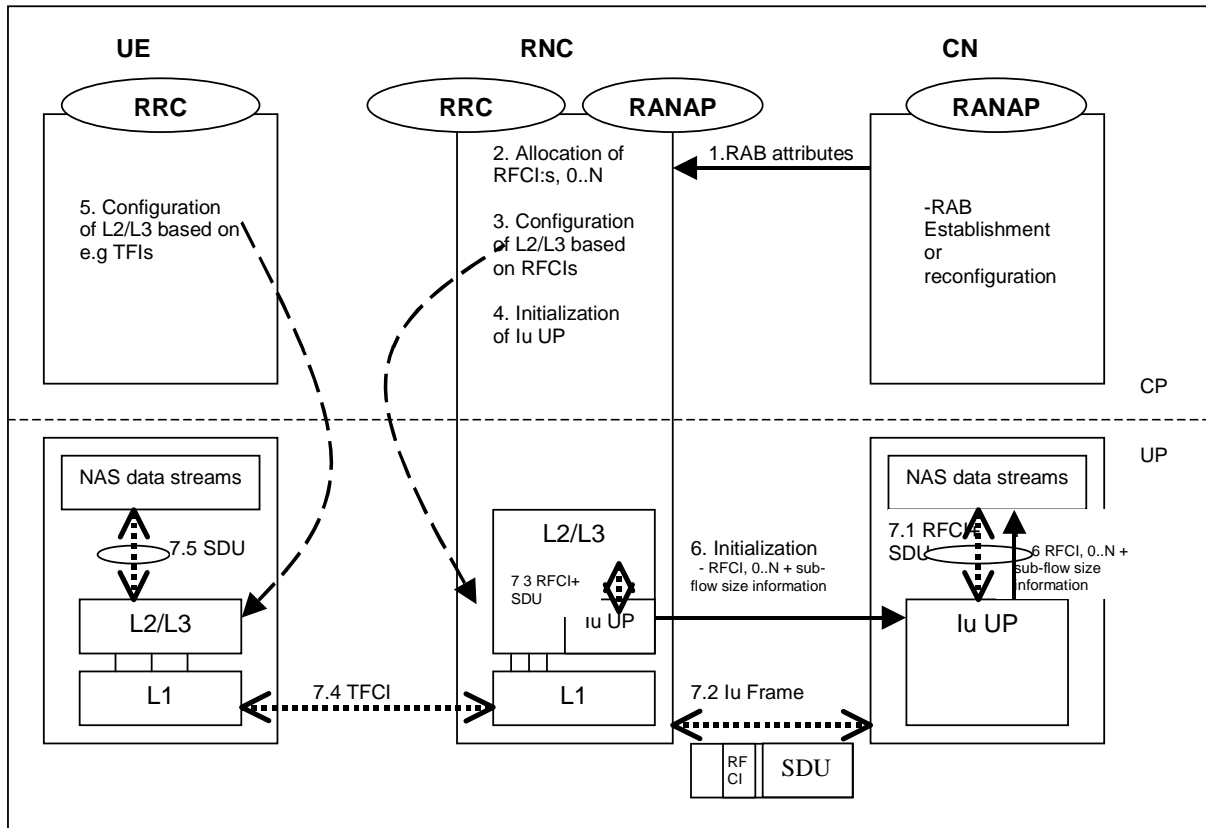 UE
RNC
CN
RRC
RRC
RANAP
RANAP
5. Configuration
of L2/L3 based on
e.g TFIs
2. Allocation of
RFCI:s, 0..N
3. Configuration
of L2/L3 based
on RFCIs
4. Initialization
of Iu UP
1.RAB attributes
-RAB
Establishment
or
reconfiguration
CP
UP
NAS data streams
7.5 SDU
L2/L3
L1
7.4 TFCI
L2/L3
7 3 RFCI+
SDU
Iu UP
L1
6. Initialization
- RFCI, 0..N + sub-
flow size information
7.2 Iu Frame
RF
CI
SDU
NAS data streams
7.1 RFCI+
SDU
6 RFCI, 0..N +
sub-flow size
information
Iu UP